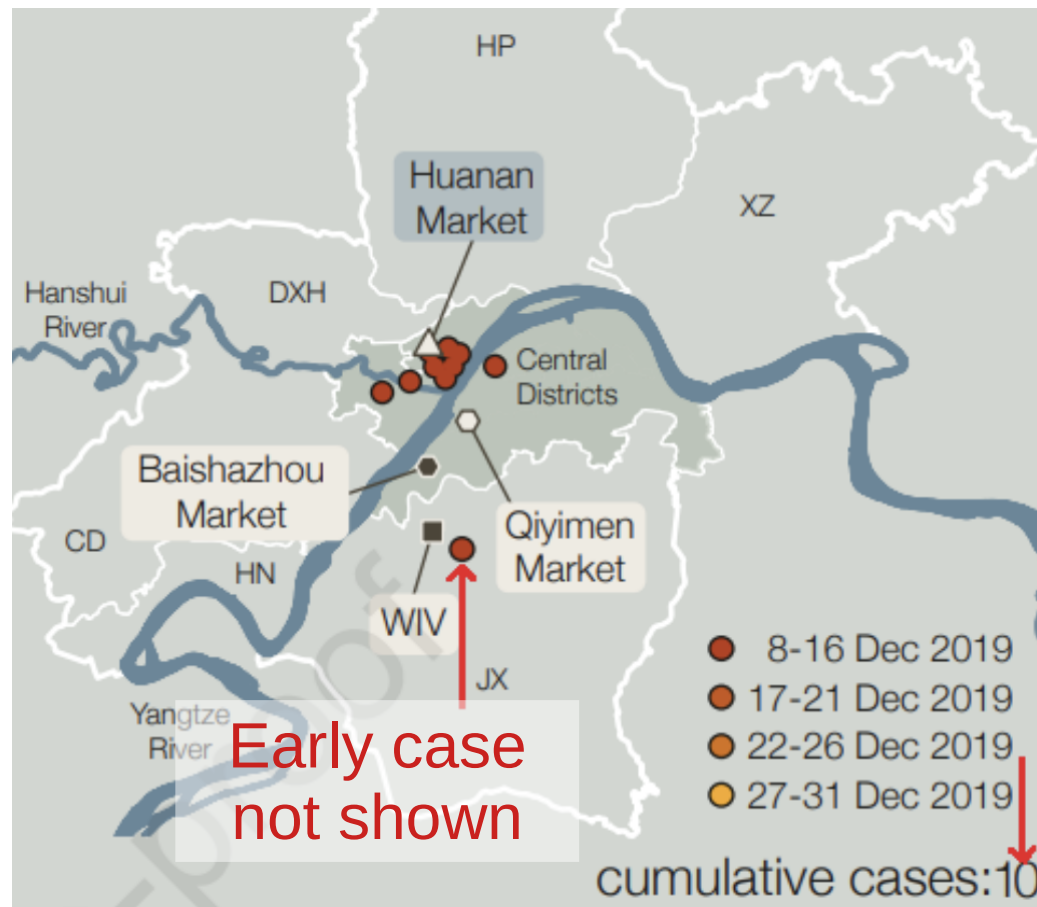 HP
Huanan
Market
XZ
Hanshui
River
DXH
Central
Districts
Baishazhou
Market
Qiyimen
Market
CD
HN
WIV
JX
Yangtze
River
Early case
not shown
8-16 Dec 2019
17-21 Dec 2019
22-26 Dec 2019
27-31 Dec 2019
cumulative cases:10